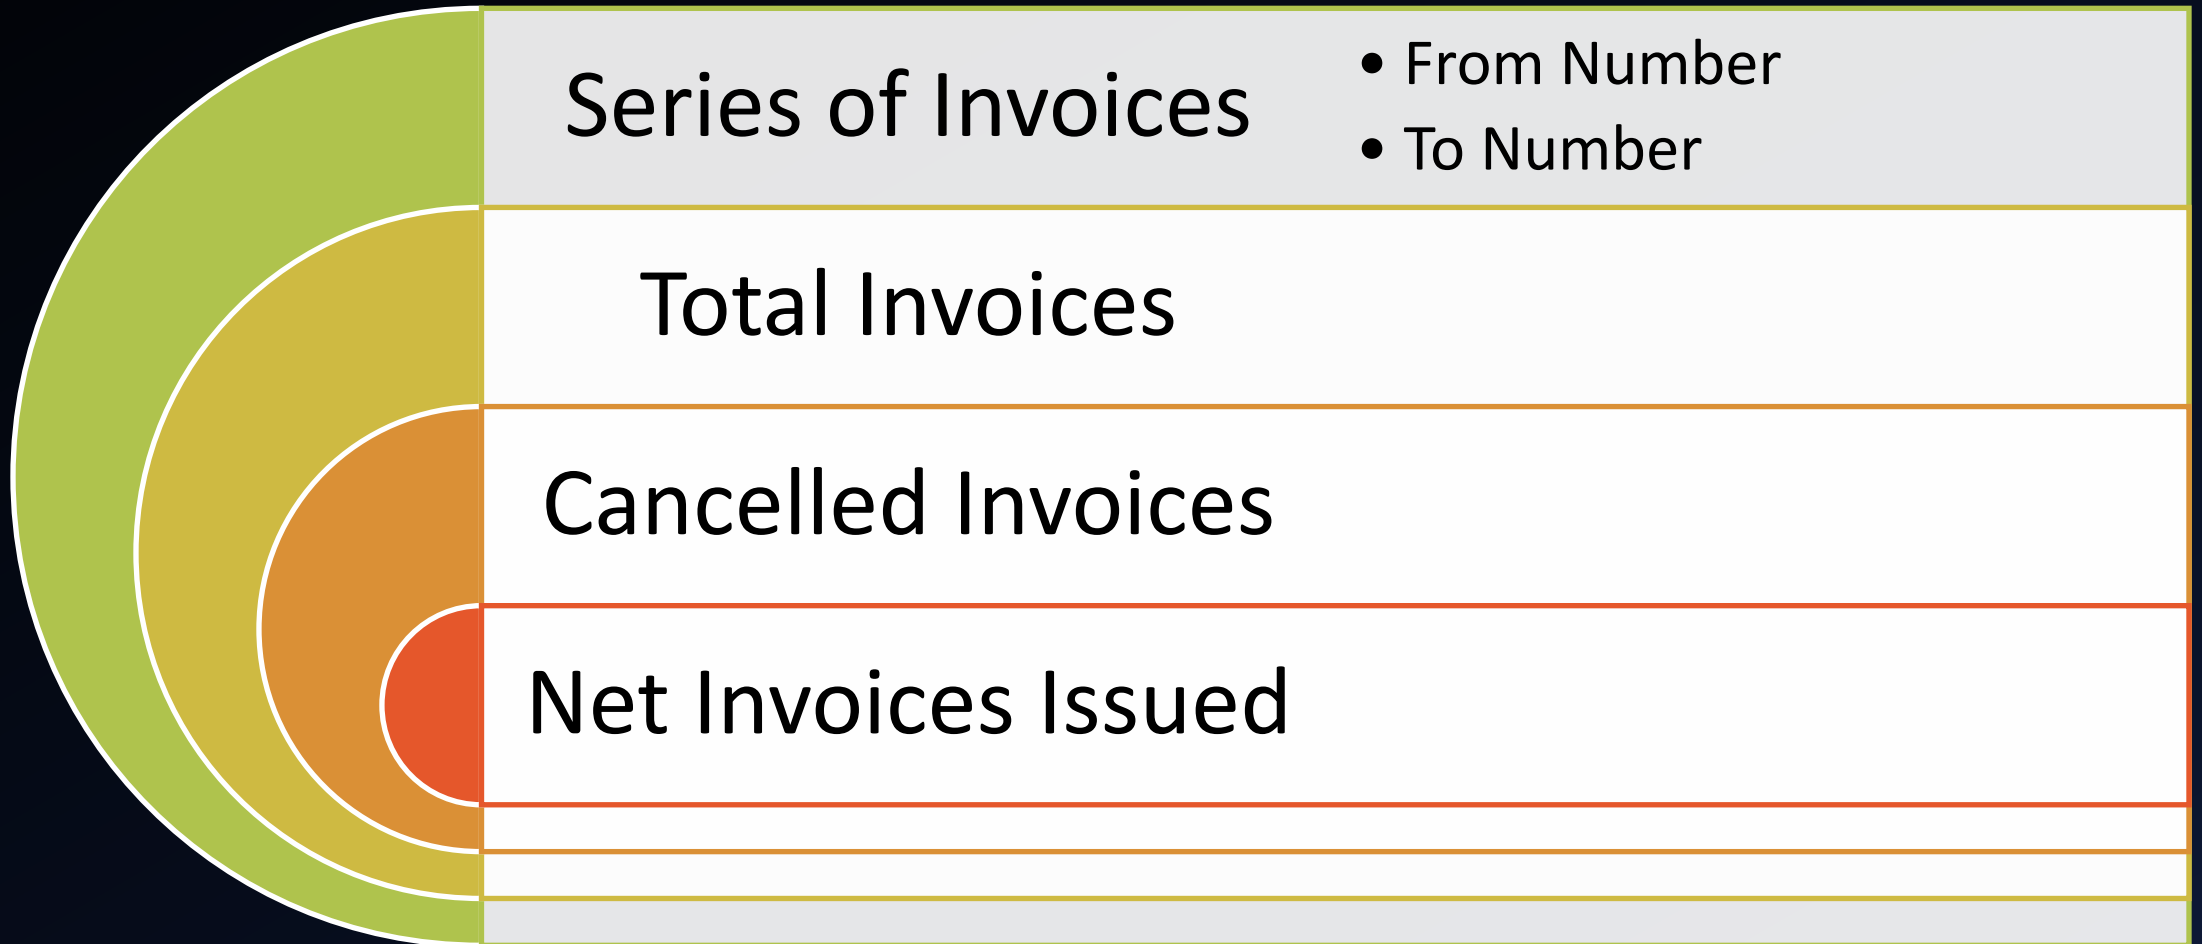 Series of Invoices
• From Number
• To Number
Total Invoices
Cancelled Invoices
Net Invoices Issued